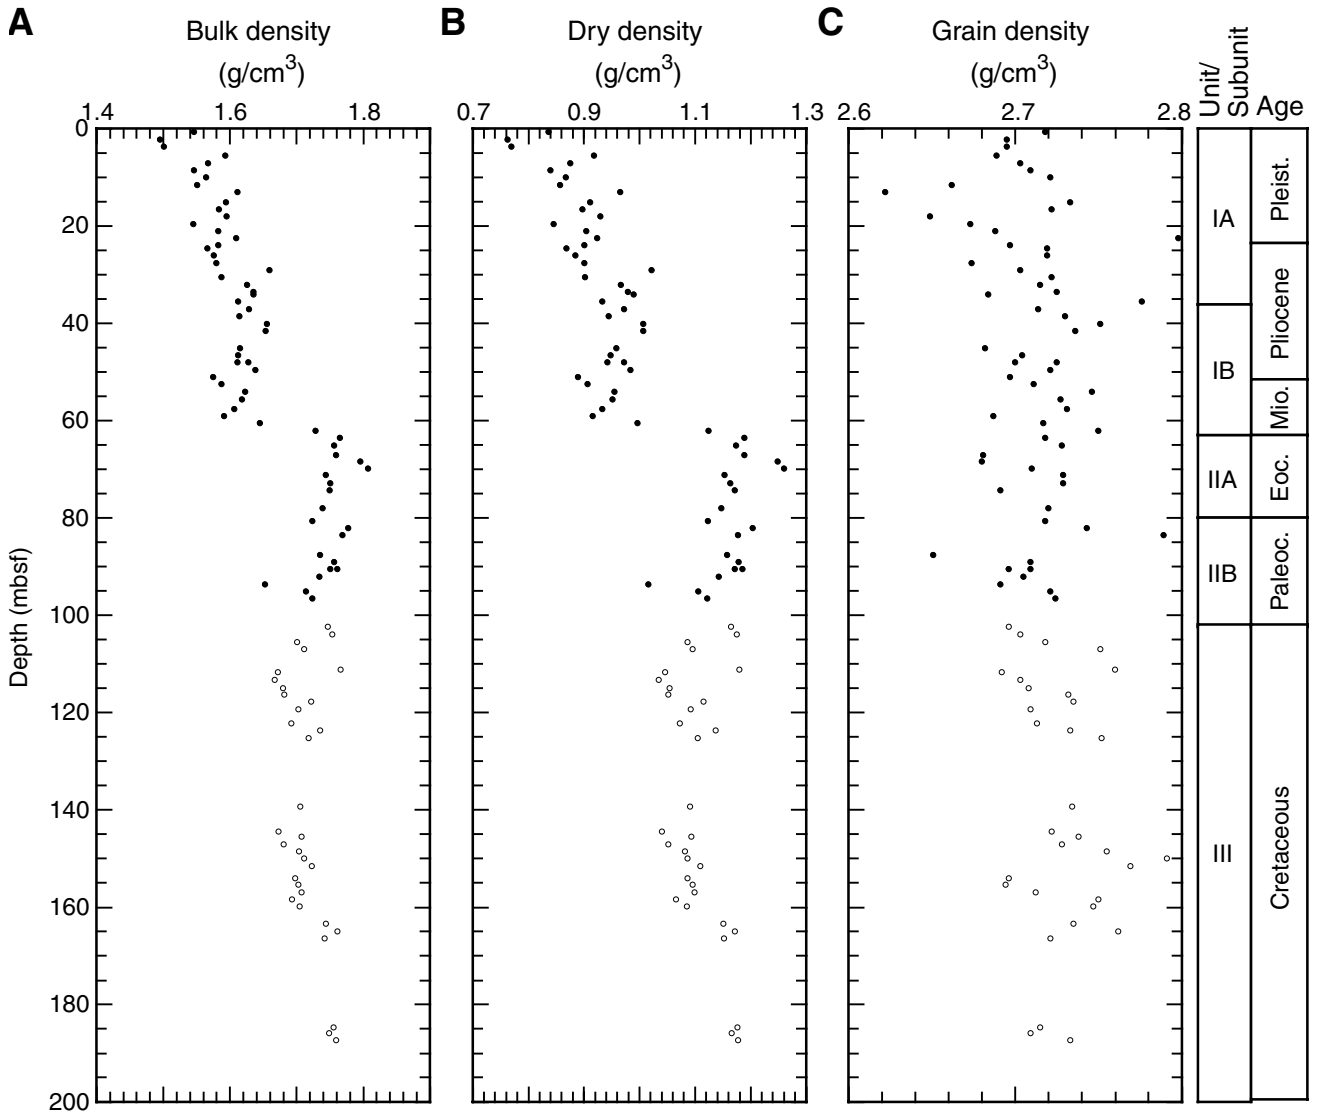 A
Bulk density
(g/cm3)
1.4 1.6 1.8
B
Dry density
(g/cm3)
0.7 0.9 1.1 1.3
C
Grain density
(g/cm3)
2.6 2.7 2.8
Unit/
Subunit
Age
Depth (mbsf)
0
20
40
60
80
100
120
140
160
180
200
IA
IB
IIA
IIB
III
Pleist.
Pliocene
Mio.
Eoc.
Paleoc.
Cretaceous